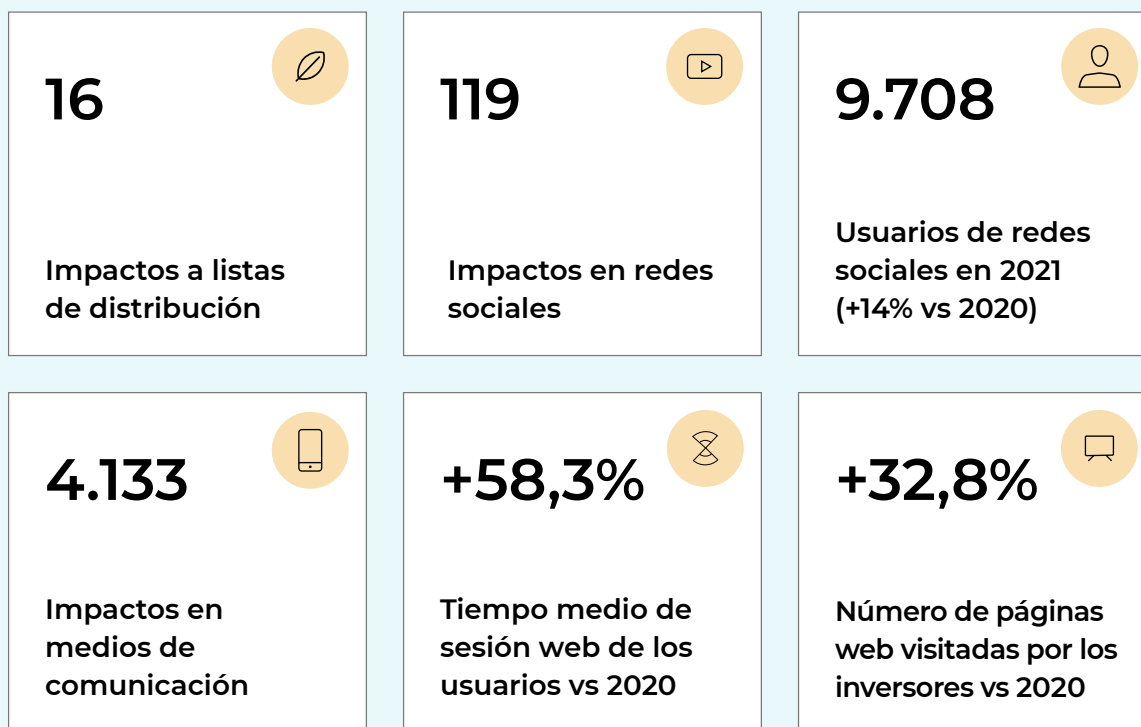 16
Impactos a listas
de distribución
119
Impactos en redes
sociales
9.708
Usuarios de redes
sociales en 2021
(+14% vs 2020)
4.133
Impactos en
medios de
comunicación
+58,3%
Tiempo medio de
sesión web de los
usuarios vs 2020
+32,8%
Número de páginas
web visitadas por los
inversores vs 2020